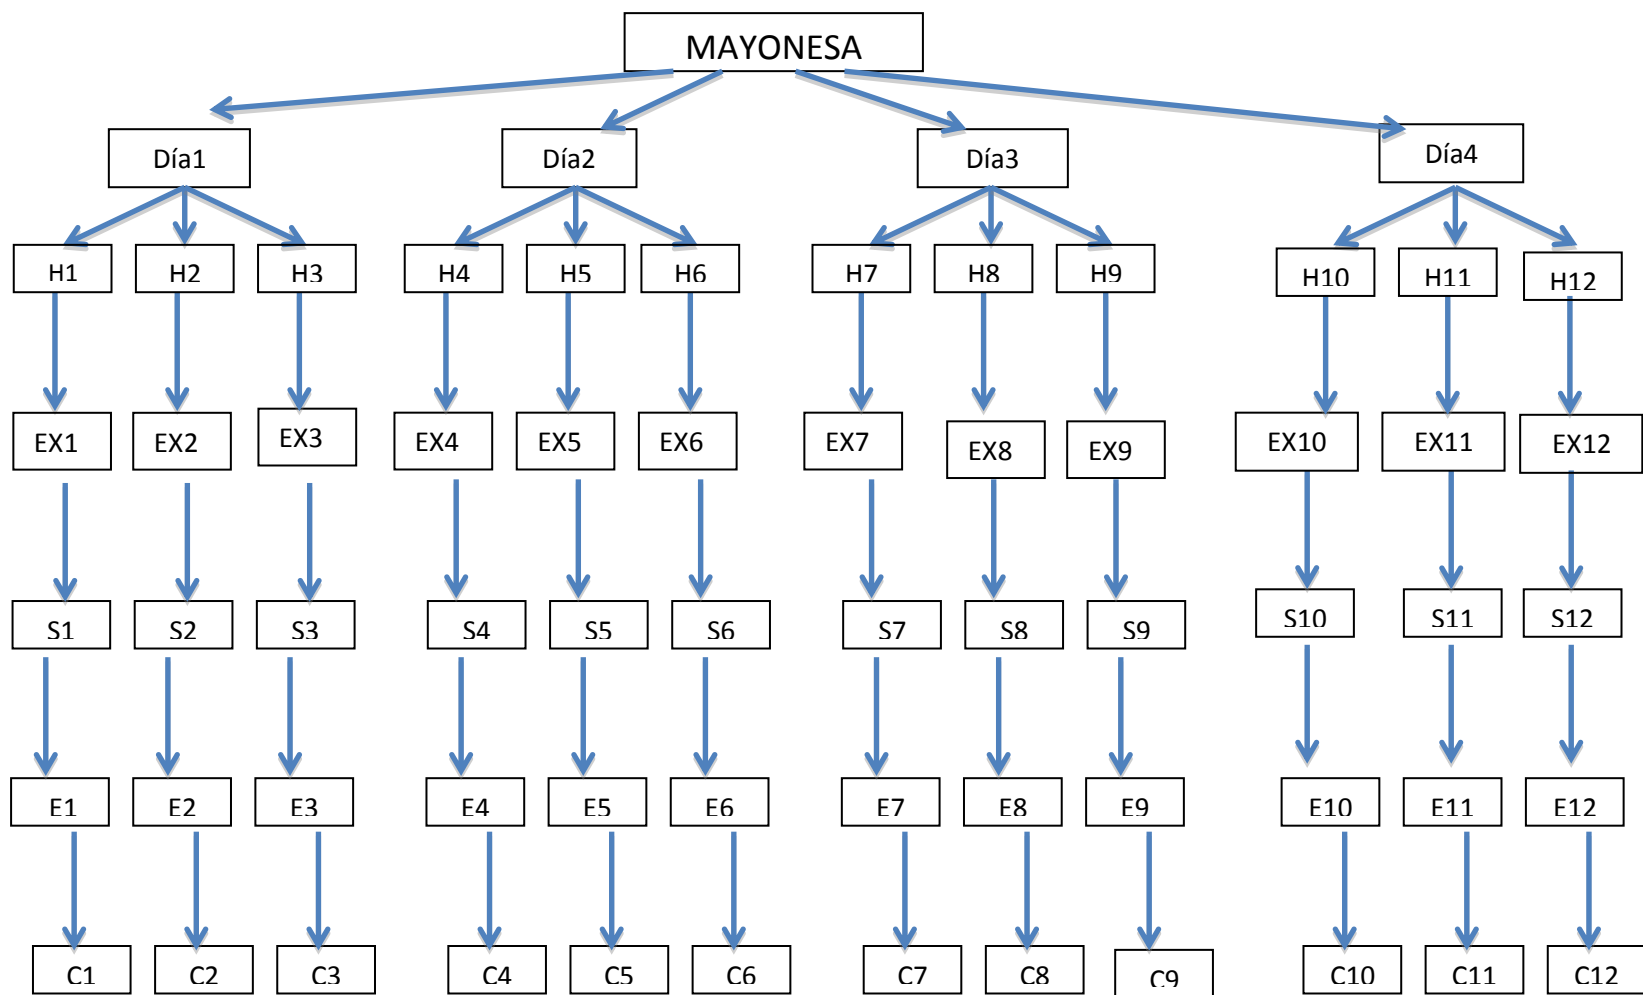 MAYONESA
Día1 Día2 Día3 Día4
H1 H2 H3 H4 H5 H6 H7 H8 H9 H10 H11 H12
EX1 EX2 EX3 EX4 EX5 EX6 EX7 EX8 EX9 EX10 EX11 EX12
S1 S2 S3 S4 S5 S6 S7 S8 S9 S10 S11 S12
E1 E2 E3 E4 E5 E6 E7 E8 E9 E10 E11 E12
C1 C2 C3 C4 C5 C6 C7 C8 C9 C10 C11 C12